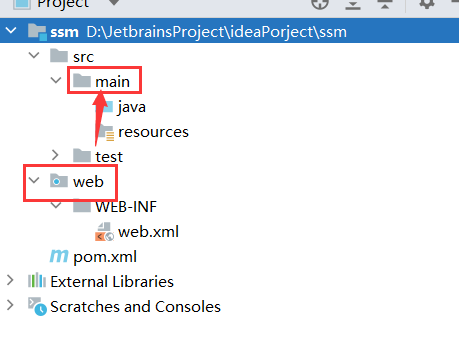 Project
ssm D:\JetbrainsProject\ideaPorject\ssm
src
main
java
resources
test
web
WEB-INF
web.xml
pom.xml
External Libraries
Scratches and Consoles